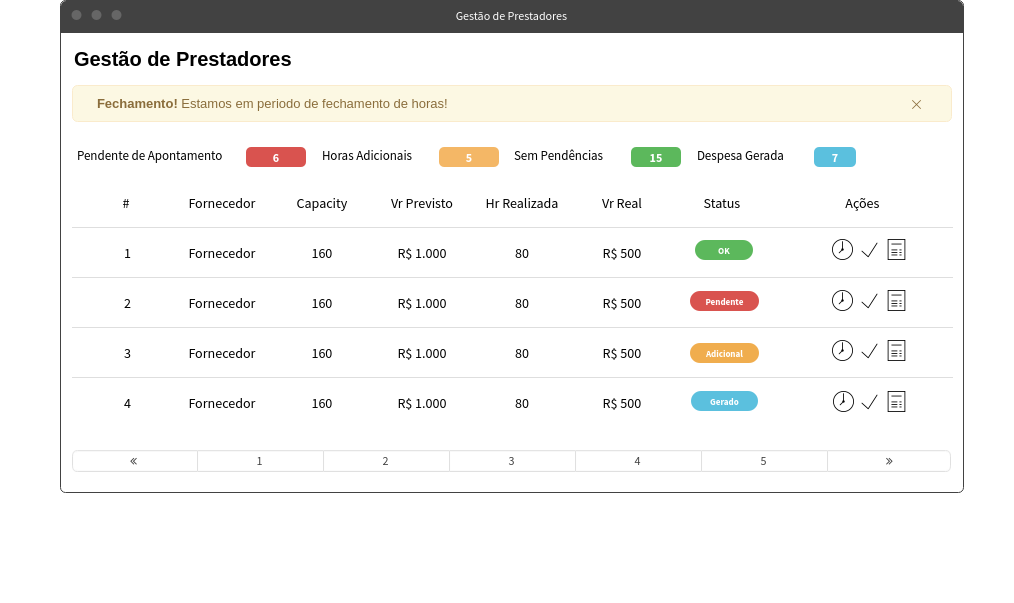 Gestão de Prestadores
Gestão de Prestadores
Fechamento! Estamos em periodo de fechamento de horas!
Pendente de Apontamento 6 Horas Adicionais 5 Sem Pendências 15 Despesa Gerada 7
# Fornecedor Capacity Vr Previsto Hr Realizada Vr Real Status Ações
1 Fornecedor 160 R$ 1.000 80 R$ 500 OK
2 Fornecedor 160 R$ 1.000 80 R$ 500 Pendente
3 Fornecedor 160 R$ 1.000 80 R$ 500 Adicional
4 Fornecedor 160 R$ 1.000 80 R$ 500 Gerado
« 1 2 3 4 5 »